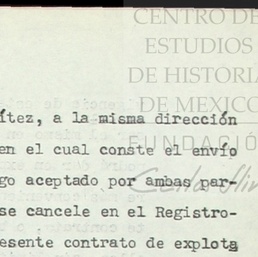 CENTRO DE
ESTUDIOS
DE HISTORIA
DE MEXICO
FUNDACIÓN
ítez, a la misma dirección
en el cual conste el envío
go aceptado por ambas par-
se cancele en el Registro-
esente contrato de explota